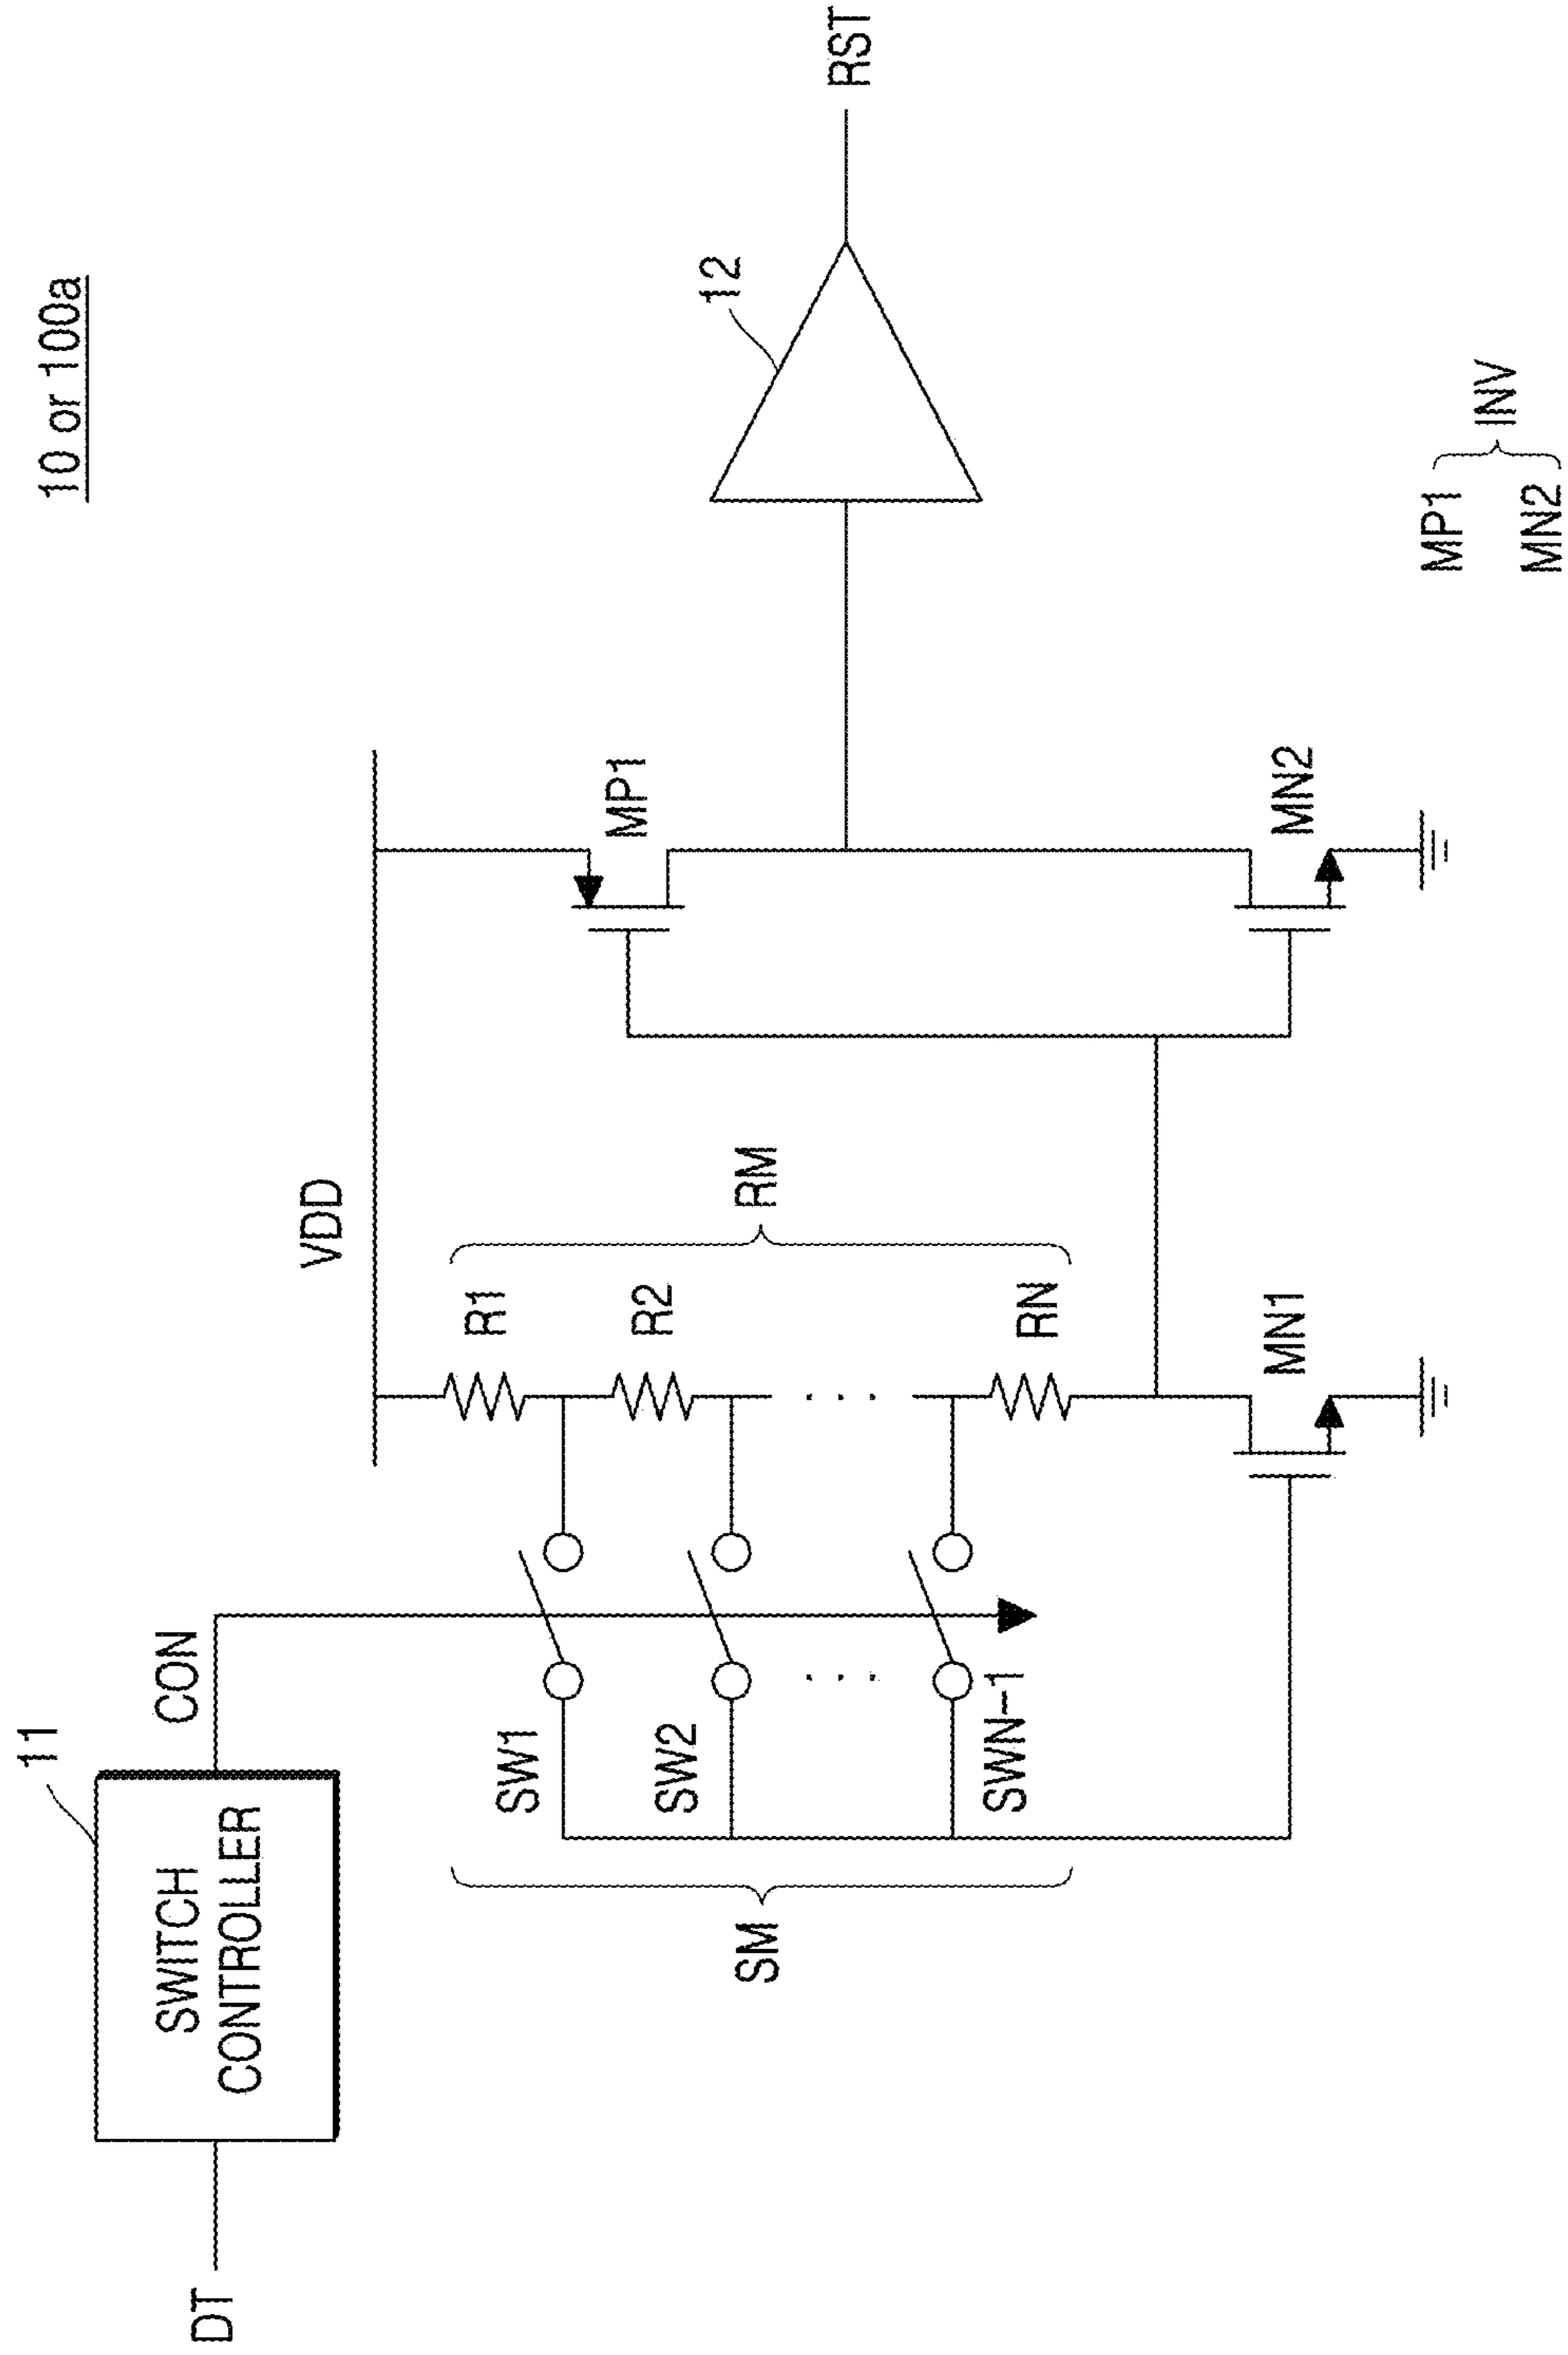 10 or 100a
11
SWITCH
CONTROLLER
DT
CON
VDD
SM
SW1
SW2
SWN-1
. . .
R1
R2
. . .
RN
RM
MN1
MP1
MN2
12
RST
MP1
MN2
INV